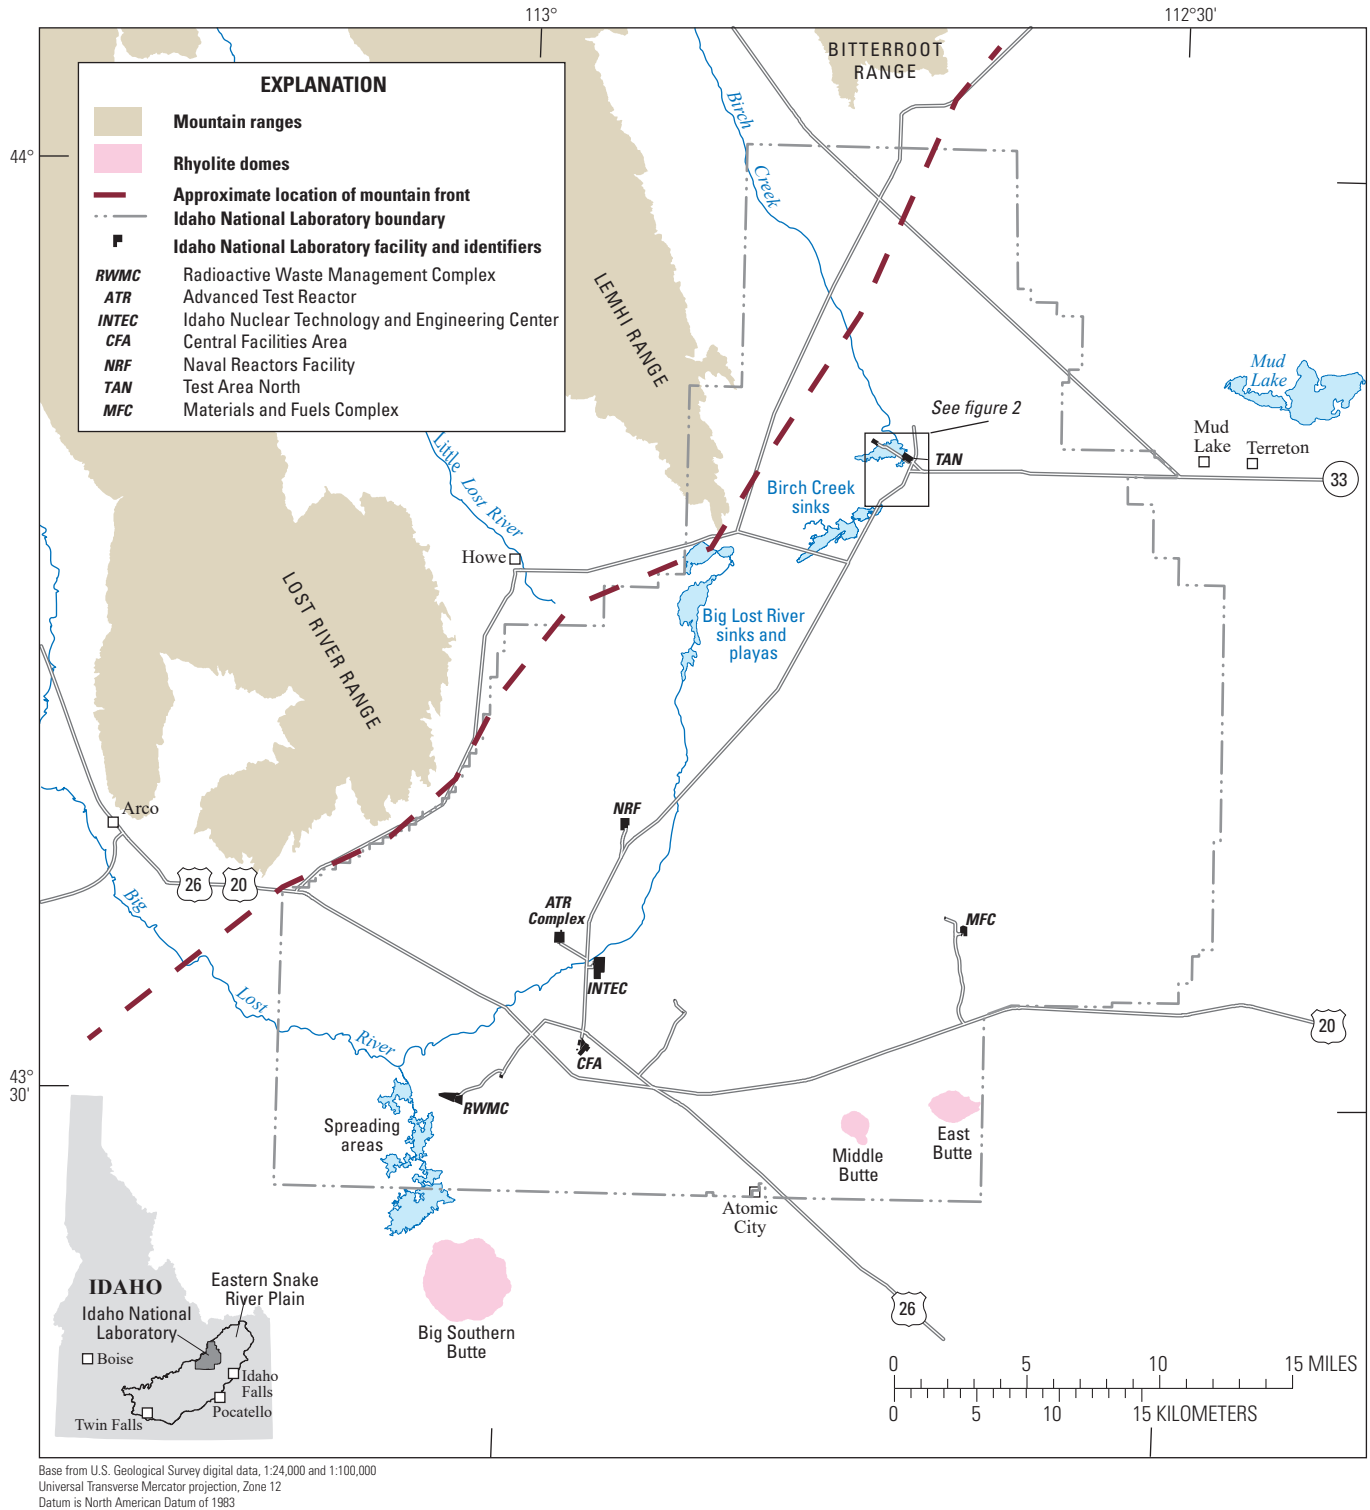 113°
112°30'
BITTERROOT
RANGE
EXPLANATION
Mountain ranges
Rhyolite domes
Approximate location of mountain front
Idaho National Laboratory boundary
Idaho National Laboratory facility and identifiers
RWMC Radioactive Waste Management Complex
ATR Advanced Test Reactor
INTEC Idaho Nuclear Technology and Engineering Center
CFA Central Facilities Area
NRF Naval Reactors Facility
TAN Test Area North
MFC Materials and Fuels Complex
44°
Birch
Creek
LEMHI RANGE
Mud
Lake
See figure 2
Mud
Lake
Terreton
TAN
33
Little
Lost River
Birch Creek
sinks
Howe
LOST RIVER RANGE
Big Lost River
sinks and
playas
Arco
NRF
26
20
Big
ATR
Complex
MFC
INTEC
Lost
River
20
CFA
43°
30'
RWMC
Spreading
areas
Middle
Butte
East
Butte
Atomic
City
IDAHO
Eastern Snake
River Plain
Idaho National
Laboratory
Boise
Idaho
Falls
Pocatello
Twin Falls
Big Southern
Butte
26
0 5 10 15 MILES
0 5 10 15 KILOMETERS
Base from U.S. Geological Survey digital data, 1:24,000 and 1:100,000
Universal Transverse Mercator projection, Zone 12
Datum is North American Datum of 1983